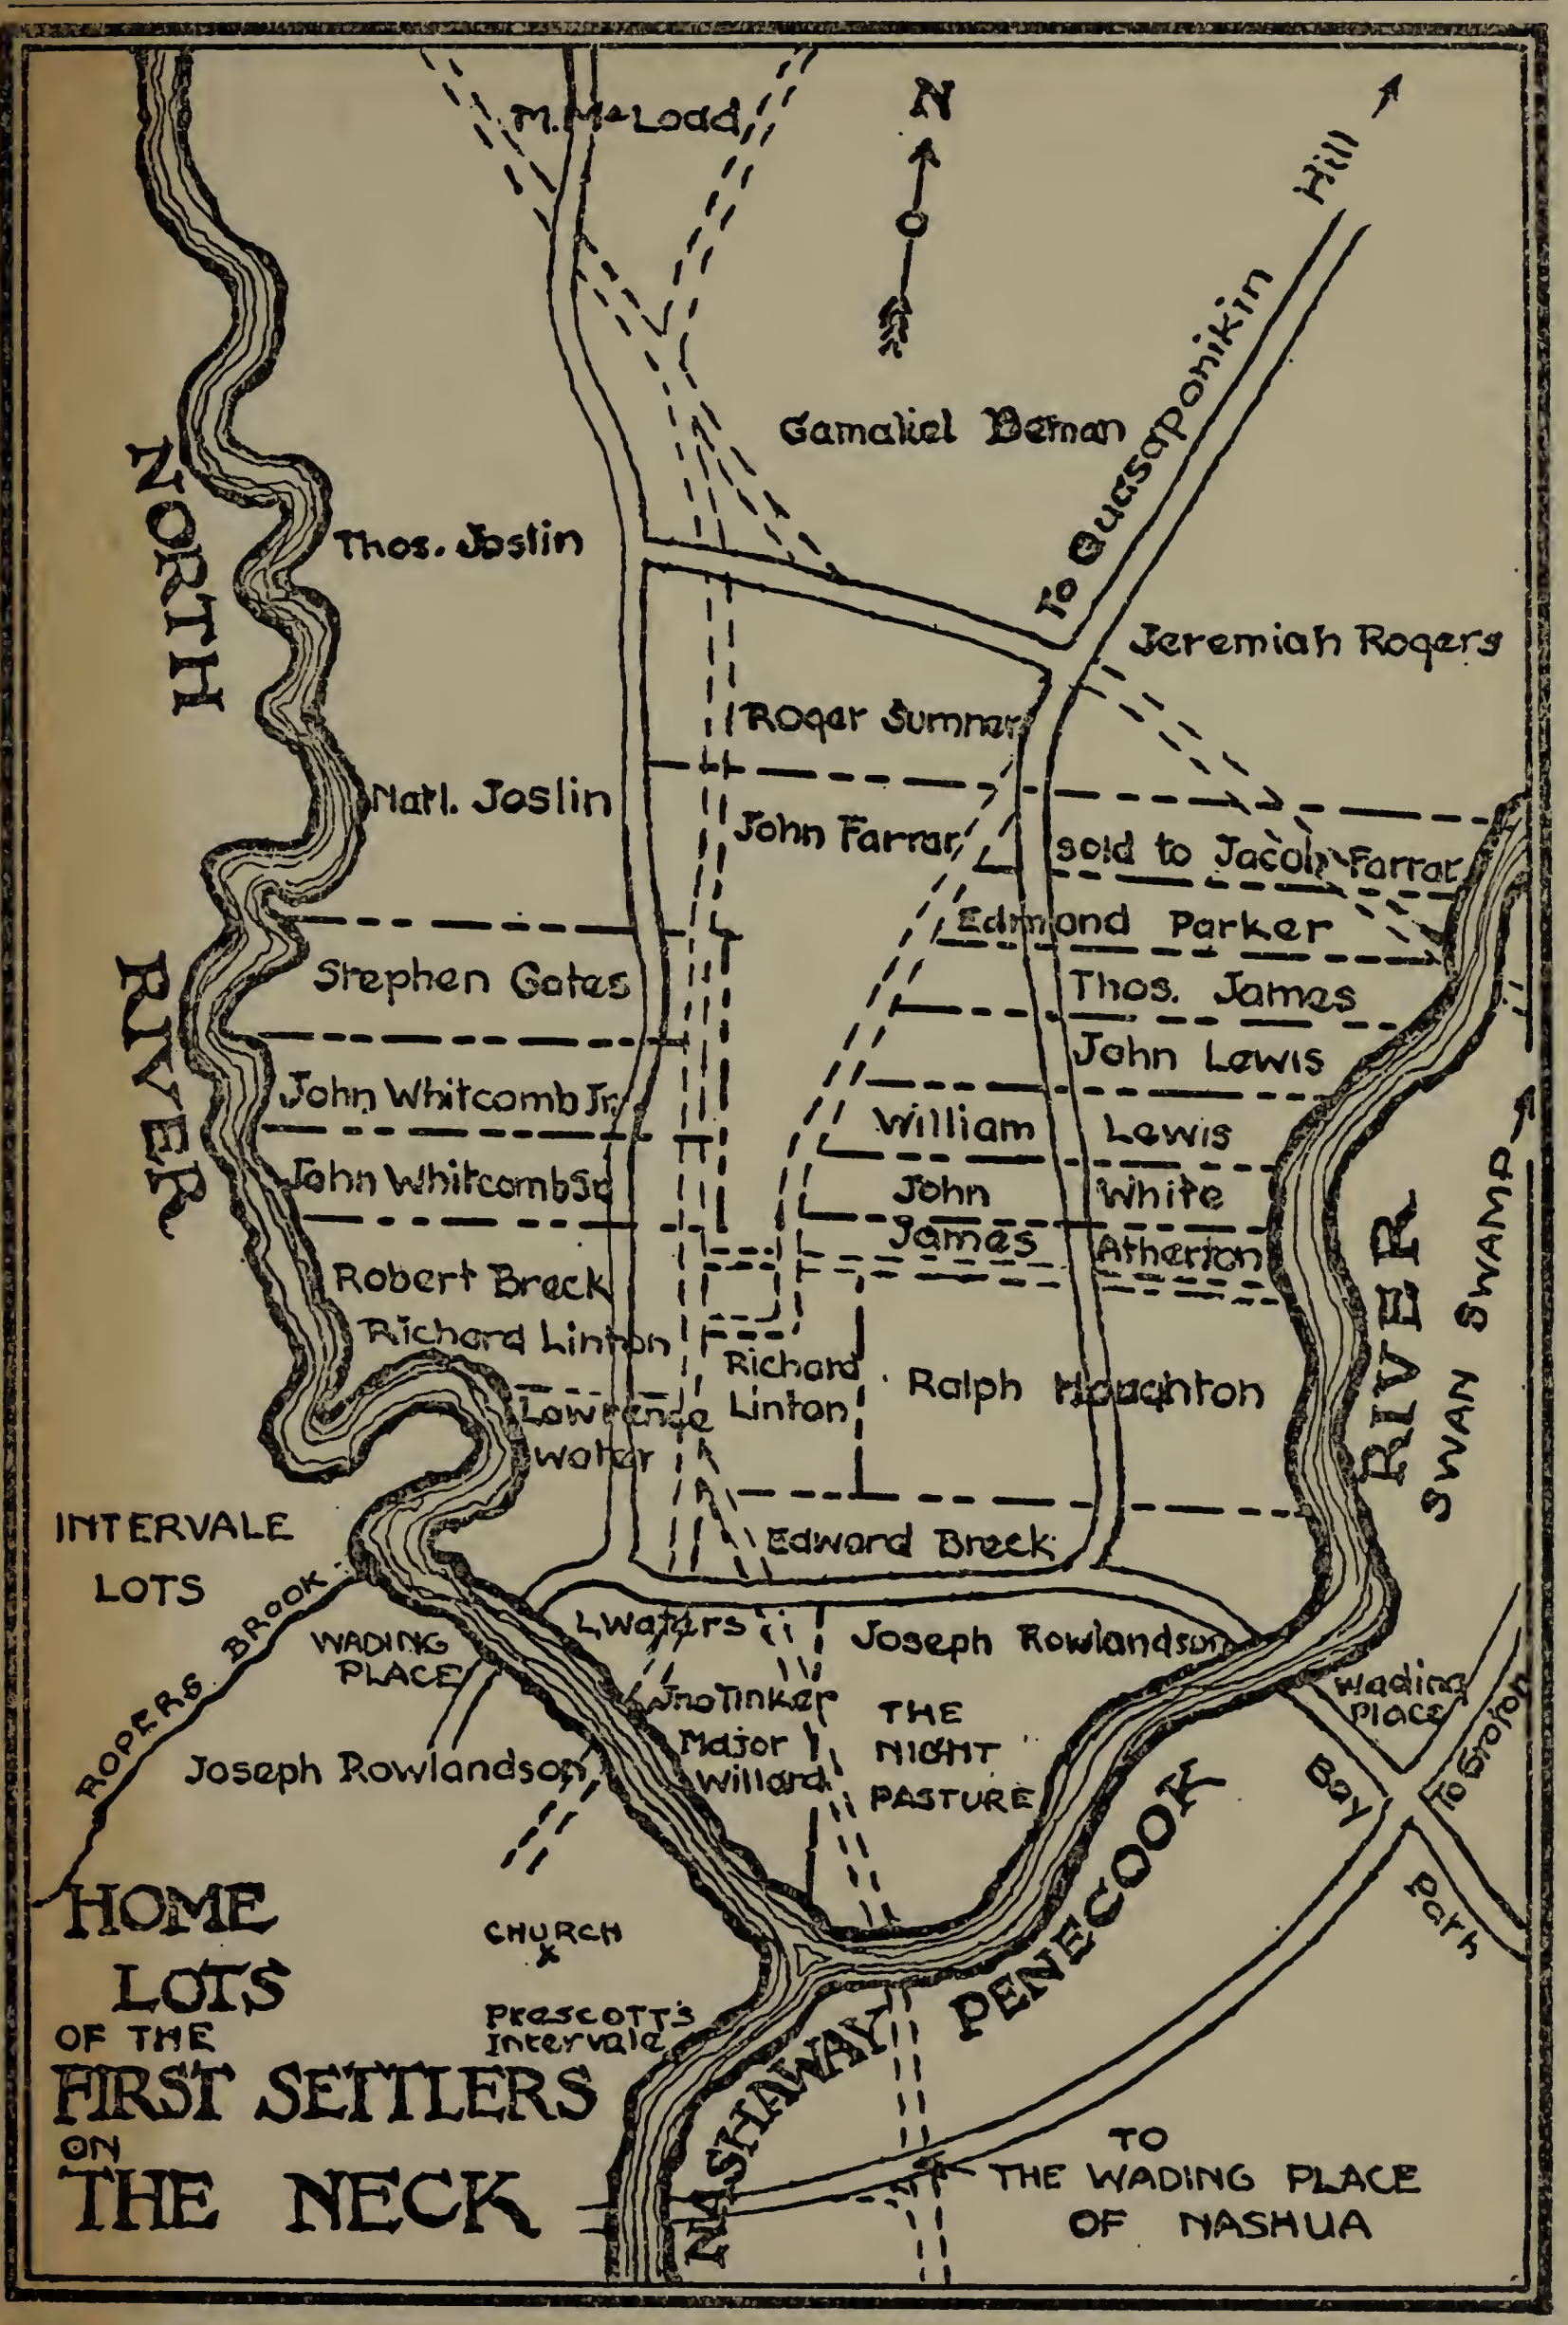 M. McLoad
N
To Quasaponikin Hill
Gamaliel Beman
NORTH RIVER
Thos. Joslin
Jeremiah Rogers
Roger Sumner
Natl. Joslin
John Farrar
sold to Jacob Farrar
Edmond Parker
Stephen Gates
Thos. James
John Lewis
John Whitcomb Jr.
William Lewis
John Whitcomb Sr.
John White
James Atherton
Robert Breck
Richard Linton
Richard
Linton
Ralph Houghton
Lawrence
Water
RIVER
SWAN SWAMP
INTERVALE
LOTS
Edward Breck
ROPERS BROOK
WADING
PLACE
L. Waters
Joseph Rowlandson
Jno Tinker
Major
Willard
THE
NIGHT
PASTURE
Wading
Place
To Groton
Bay Path
Joseph Rowlandson
CHURCH
x
Prescott's
Intervale
PENECOOK
NASHAWAY
HOME
LOTS
OF THE
FIRST SETTLERS
ON
THE NECK
TO
THE WADING PLACE
OF NASHUA